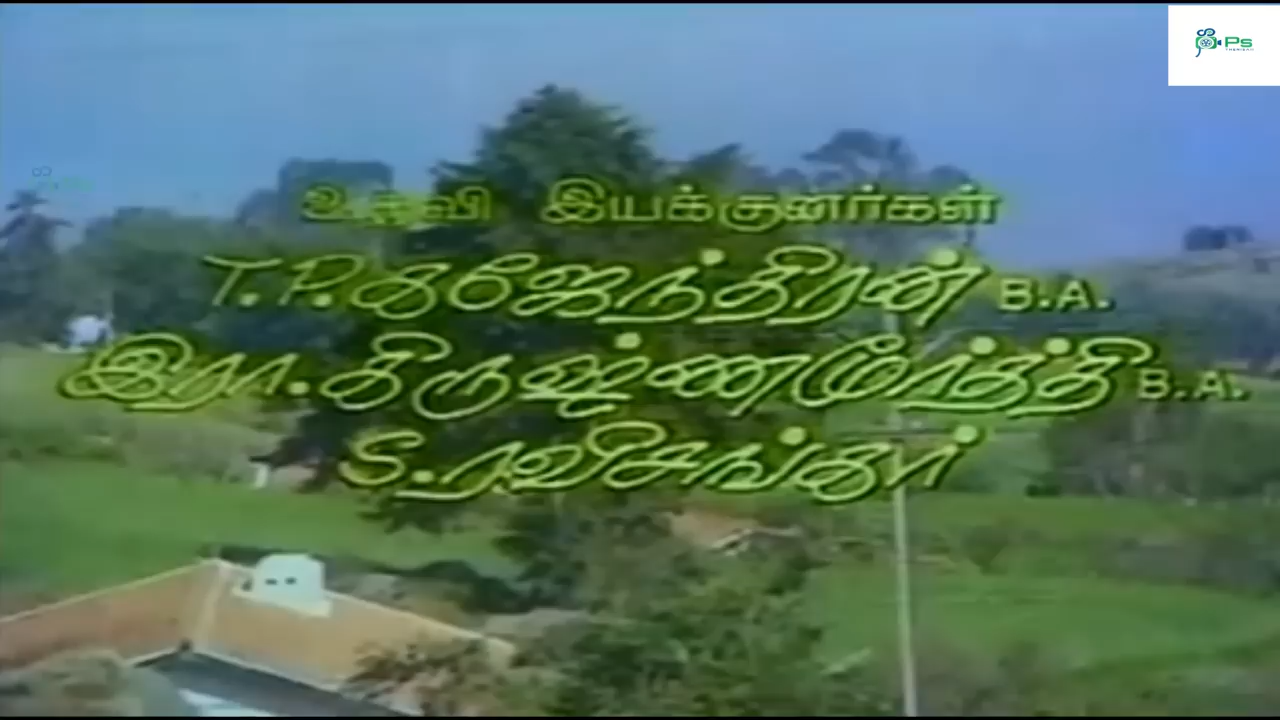 Ps
உதவி இயக்குனர்கள்
T.P.கஜேந்திரன் B.A.
இரா.கிருஷ்ணமூர்த்தி B.A.
S.ரவிசங்கர்